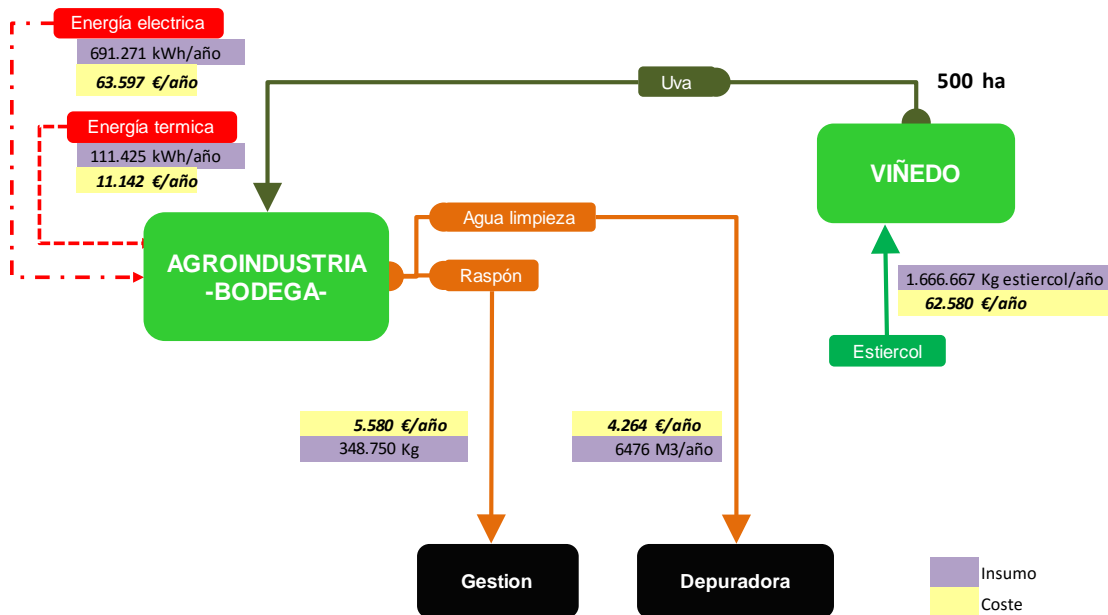 Energía electrica
691.271 kWh/año
63.597 €/año
Energía termica
111.425 kWh/año
11.142 €/año
Uva
500 ha
VIÑEDO
AGROINDUSTRIA
-BODEGA-
Agua limpieza
Raspón
1.666.667 Kg estiercol/año
62.580 €/año
Estiercol
5.580 €/año
348.750 Kg
4.264 €/año
6476 M3/año
Gestion
Depuradora
Insumo
Coste